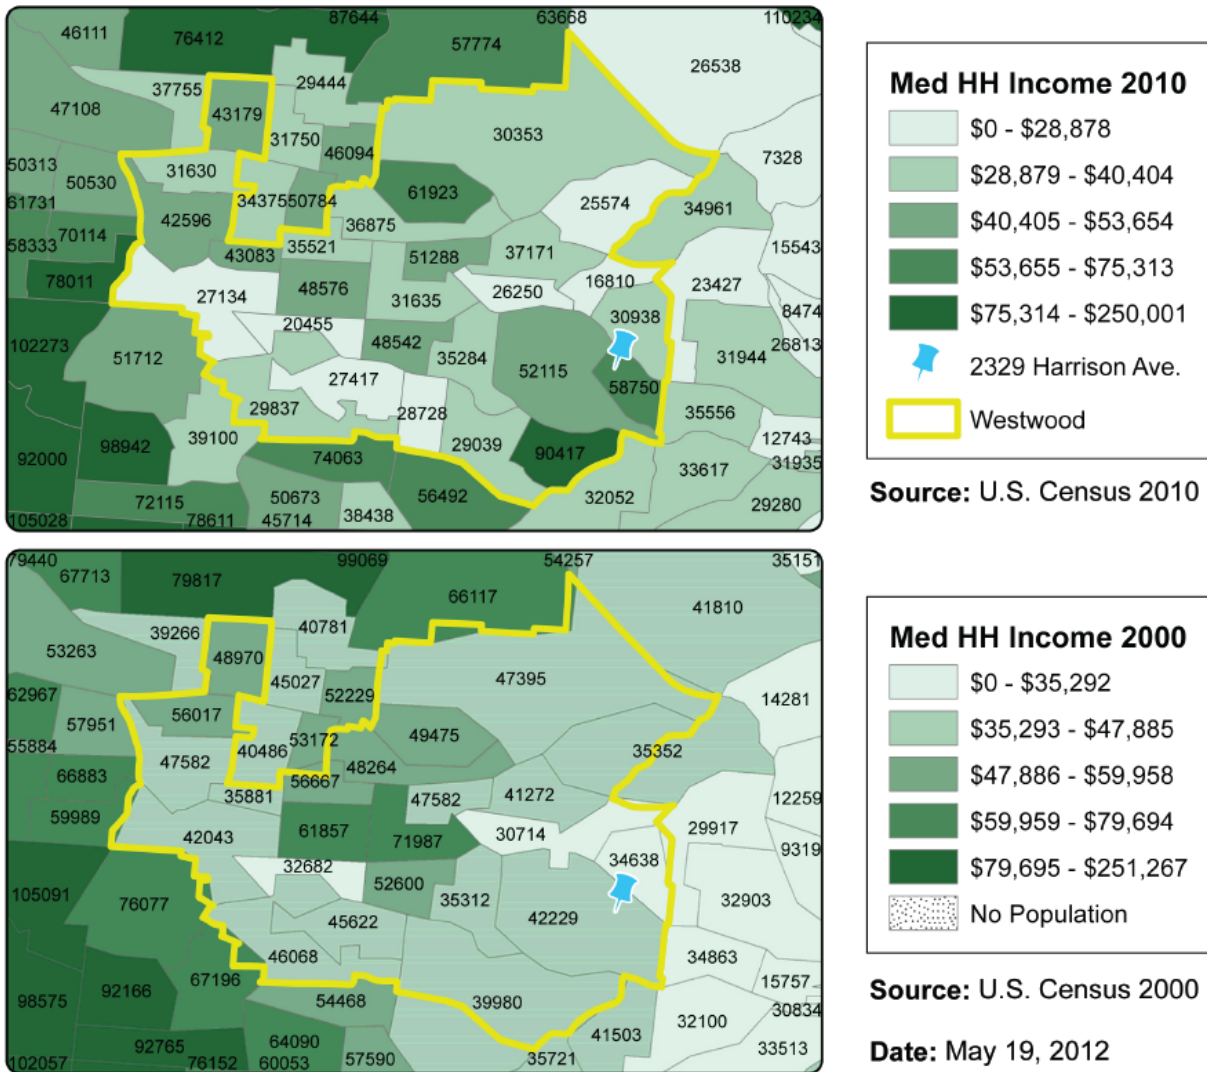 87644 63668 110234
46111 76412 57774
26538
37755 29444
47108 43179
31750 30353
46094 7328
50313 31630
50530 61923
61731 34375 50784 25574 34961
42596 36875
58333 70114 43083 35521 51288 37171 15543
78011 27134 48576 31635 26250 16810 23427
20455 30938 8474
102273 51712 48542 35284 52115 31944 26813
27417 58750
29837 28728 35556
39100 29039 12743
92000 98942 74063 90417 33617 31935
72115 50673 56492 32052 29280
105028 78611 45714 38438
Med HH Income 2010
$0 - $28,878
$28,879 - $40,404
$40,405 - $53,654
$53,655 - $75,313
$75,314 - $250,001
2329 Harrison Ave.
Westwood
Source: U.S. Census 2010
79440 99069 54257 35151
67713 79817 66117
41810
39266 40781
53263 48970 47395
45027
62967 52229 14281
57951 56017 49475
55884 47582 40486 53172 35352
66883 48264
56667
59989 35881 47582 41272 12259
42043 61857 71987 30714 29917
32682 34638 9319
105091 76077 52600 35312 42229 32903
45622
46068 34863
98575 92166 67196 54468 39980 15757
41503 32100 30834
92765 64090
102057 76152 60053 57590 35721 33513
Med HH Income 2000
$0 - $35,292
$35,293 - $47,885
$47,886 - $59,958
$59,959 - $79,694
$79,695 - $251,267
No Population
Source: U.S. Census 2000
Date: May 19, 2012